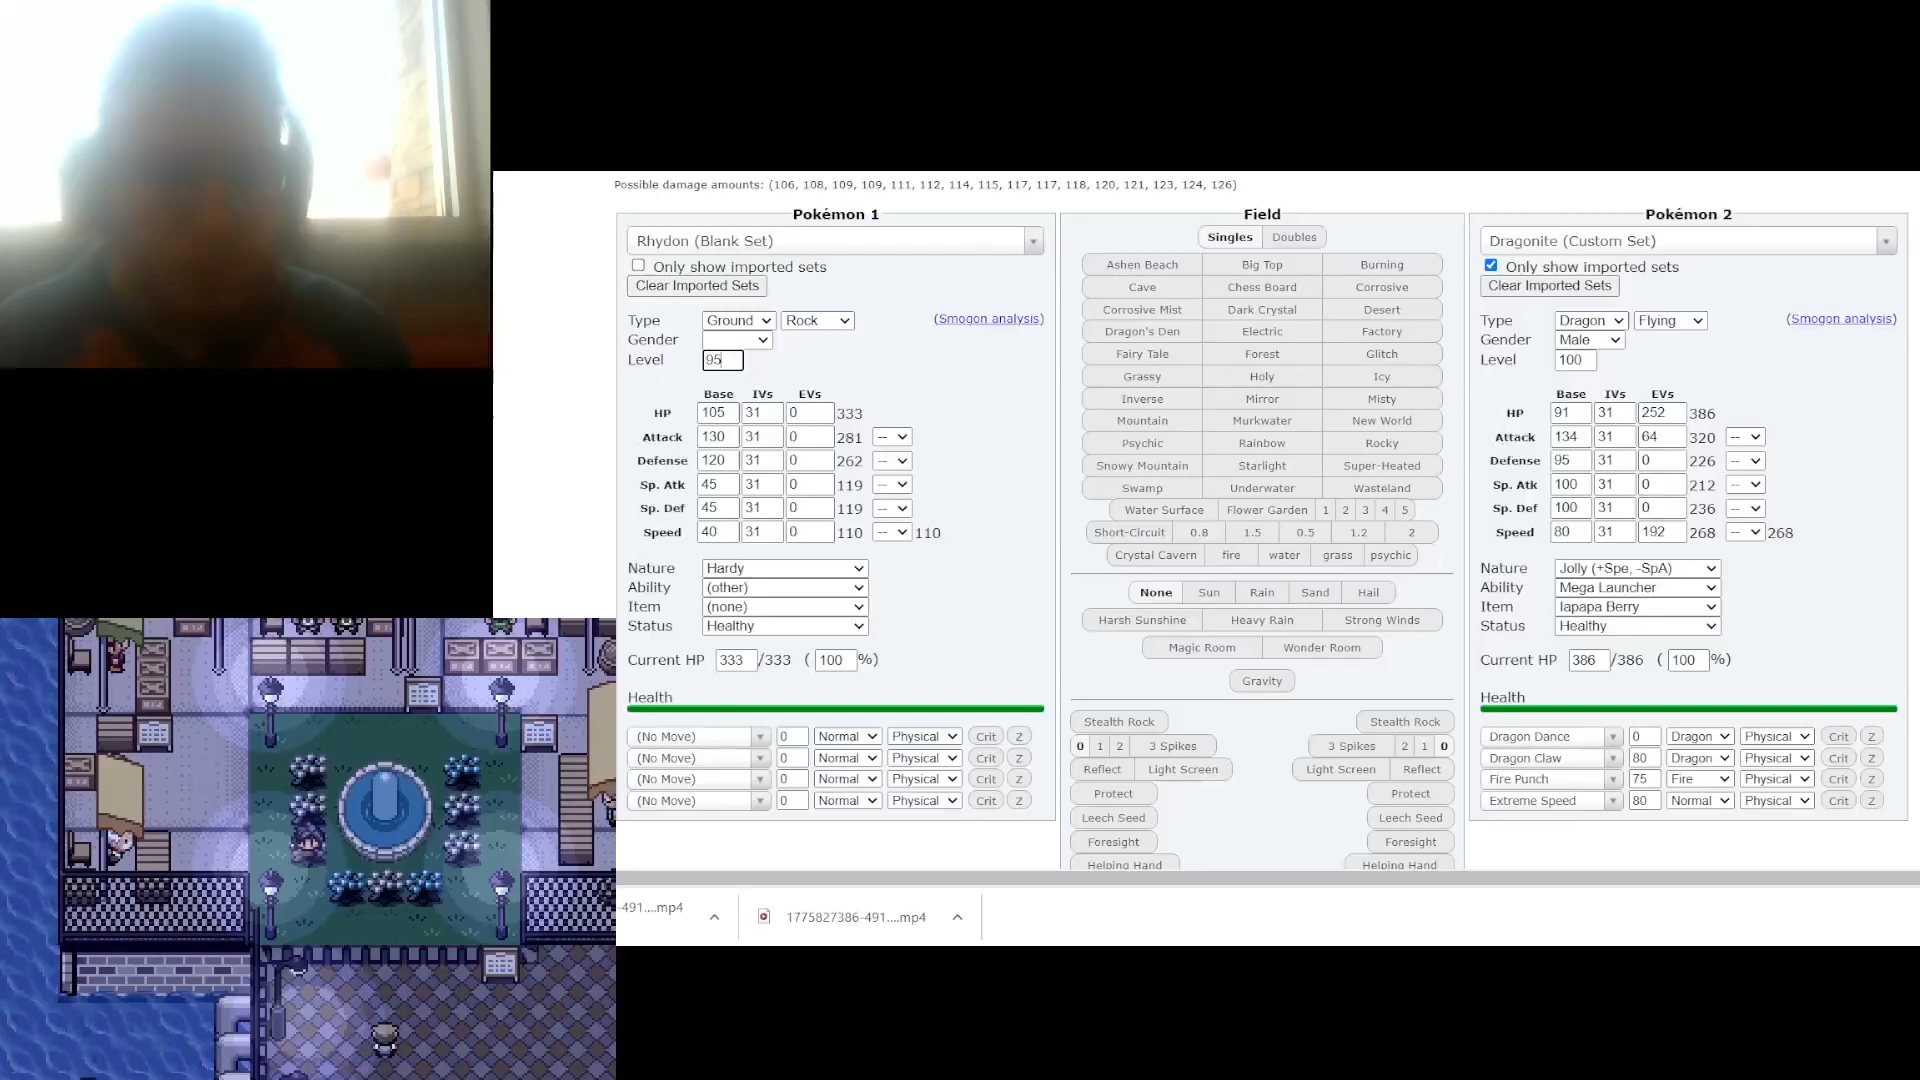 Possible damage amounts: (106, 108, 109, 109, 111, 112, 114, 115, 117, 117, 118, 120, 121, 123, 124, 126)
Pokémon 1
Rhydon (Blank Set)
Only show imported sets
Clear Imported Sets
Type Ground Rock (Smogon analysis)
Gender
Level 95
Base IVs EVs
HP 105 31 0 333
Attack 130 31 0 281 --
Defense 120 31 0 262 --
Sp. Atk 45 31 0 119 --
Sp. Def 45 31 0 119 --
Speed 40 31 0 110 -- 110
Nature Hardy
Ability (other)
Item (none)
Status Healthy
Current HP 333 /333 ( 100 %)
Health
(No Move) 0 Normal Physical Crit Z
(No Move) 0 Normal Physical Crit Z
(No Move) 0 Normal Physical Crit Z
(No Move) 0 Normal Physical Crit Z
Field
Singles Doubles
Ashen Beach Big Top Burning
Cave Chess Board Corrosive
Corrosive Mist Dark Crystal Desert
Dragon's Den Electric Factory
Fairy Tale Forest Glitch
Grassy Holy Icy
Inverse Mirror Misty
Mountain Murkwater New World
Psychic Rainbow Rocky
Snowy Mountain Starlight Super-Heated
Swamp Underwater Wasteland
Water Surface Flower Garden 1 2 3 4 5
Short-Circuit 0.8 1.5 0.5 1.2 2
Crystal Cavern fire water grass psychic
None Sun Rain Sand Hail
Harsh Sunshine Heavy Rain Strong Winds
Magic Room Wonder Room
Gravity
Stealth Rock Stealth Rock
0 1 2 3 Spikes 3 Spikes 2 1 0
Reflect Light Screen Light Screen Reflect
Protect Protect
Leech Seed Leech Seed
Foresight Foresight
Helping Hand Helping Hand
Pokémon 2
Dragonite (Custom Set)
Only show imported sets
Clear Imported Sets
Type Dragon Flying (Smogon analysis)
Gender Male
Level 100
Base IVs EVs
HP 91 31 252 386
Attack 134 31 64 320 --
Defense 95 31 0 226 --
Sp. Atk 100 31 0 212 --
Sp. Def 100 31 0 236 --
Speed 80 31 192 268 -- 268
Nature Jolly (+Spe, -SpA)
Ability Mega Launcher
Item Iapapa Berry
Status Healthy
Current HP 386 /386 ( 100 %)
Health
Dragon Dance 0 Dragon Physical Crit Z
Dragon Claw 80 Dragon Physical Crit Z
Fire Punch 75 Fire Physical Crit Z
Extreme Speed 80 Normal Physical Crit Z
-491....mp4
1775827386-491....mp4